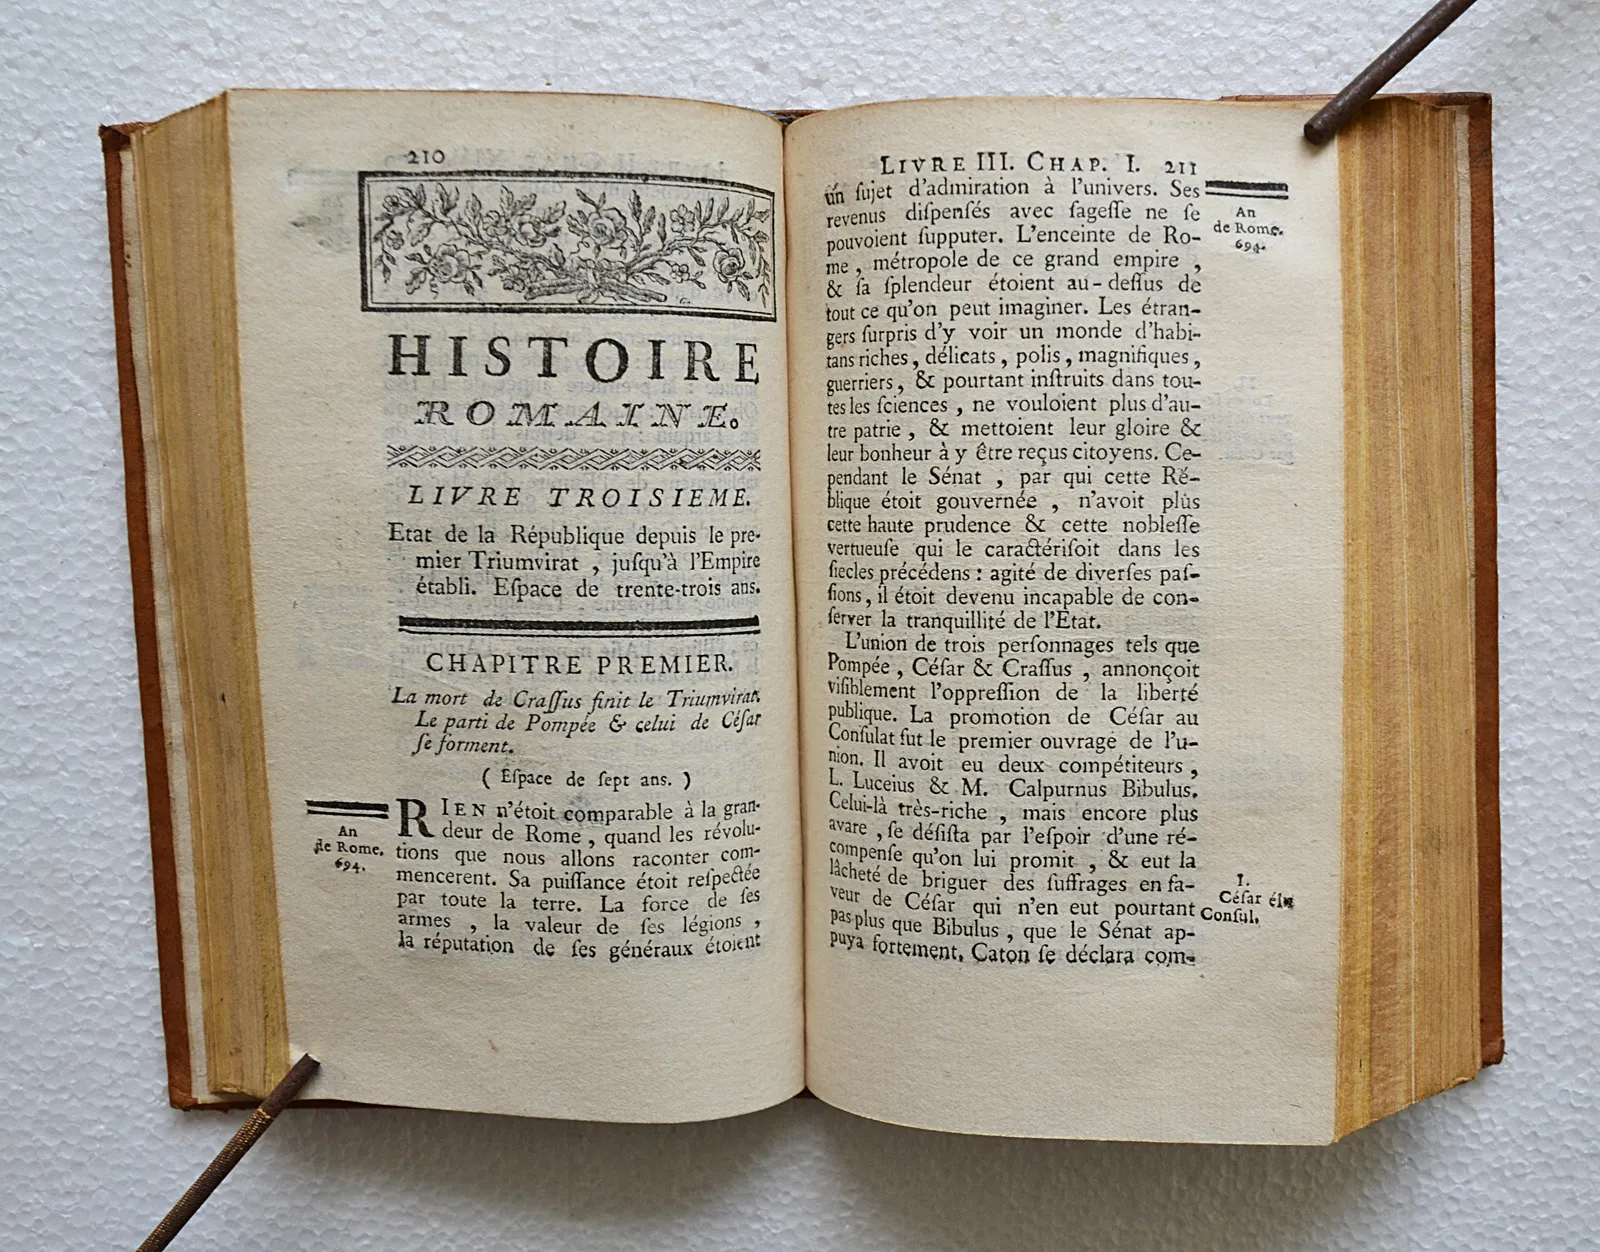 210
HISTOIRE
ROMAINE.
LIVRE TROISIEME.
Etat de la République depuis le pre-
mier Triumvirat , juſqu'à l'Empire
établi. Eſpace de trente-trois ans.
CHAPITRE PREMIER.
La mort de Craſſus finit le Triumvirat.
Le parti de Pompée & celui de Céſar
ſe forment.
( Eſpace de ſept ans. )
An
de Rome.
694.
RIEN n'étoit comparable à la gran-
deur de Rome , quand les révolu-
tions que nous allons raconter com-
mencerent. Sa puiſſance étoit reſpectée
par toute la terre. La force de ſes
armes , la valeur de ſes légions ,
la réputation de ſes généraux étoient
LIVRE III. CHAP. I. 211
un ſujet d'admiration à l'univers. Ses
revenus diſpenſés avec ſageſſe ne ſe
pouvoient ſupputer. L'enceinte de Ro-
me , métropole de ce grand empire ,
& ſa ſplendeur étoient au-deſſus de
tout ce qu'on peut imaginer. Les étran-
gers ſurpris d'y voir un monde d'habi-
tans riches , délicats , polis , magnifiques ,
guerriers , & pourtant inſtruits dans tou-
tes les ſciences , ne vouloient plus d'au-
tre patrie , & mettoient leur gloire &
leur bonheur à y être reçus citoyens. Ce-
pendant le Sénat , par qui cette Ré-
blique étoit gouvernée , n'avoit plus
cette haute prudence & cette nobleſſe
vertueuſe qui le caractériſoit dans les
ſiecles précédens : agité de diverſes paſ-
ſions, il étoit devenu incapable de con-
ſerver la tranquillité de l'Etat.
L'union de trois perſonnages tels que
Pompée , Céſar & Craſſus , annonçoit
viſiblement l'oppreſſion de la liberté
publique. La promotion de Céſar au
Conſulat fut le premier ouvrage de l'u-
nion. Il avoit eu deux compétiteurs ,
L. Luceius & M. Calpurnus Bibulus.
Celui-là très-riche , mais encore plus
avare , ſe déſiſta par l'eſpoir d'une ré-
compenſe qu'on lui promit , & eut la
lâcheté de briguer des ſuffrages en fa-
veur de Céſar qui n'en eut pourtant
pas plus que Bibulus , que le Sénat ap-
puya fortement. Caton ſe déclara com-
An
de Rome.
694.
I.
Céſar élu
Conſul.